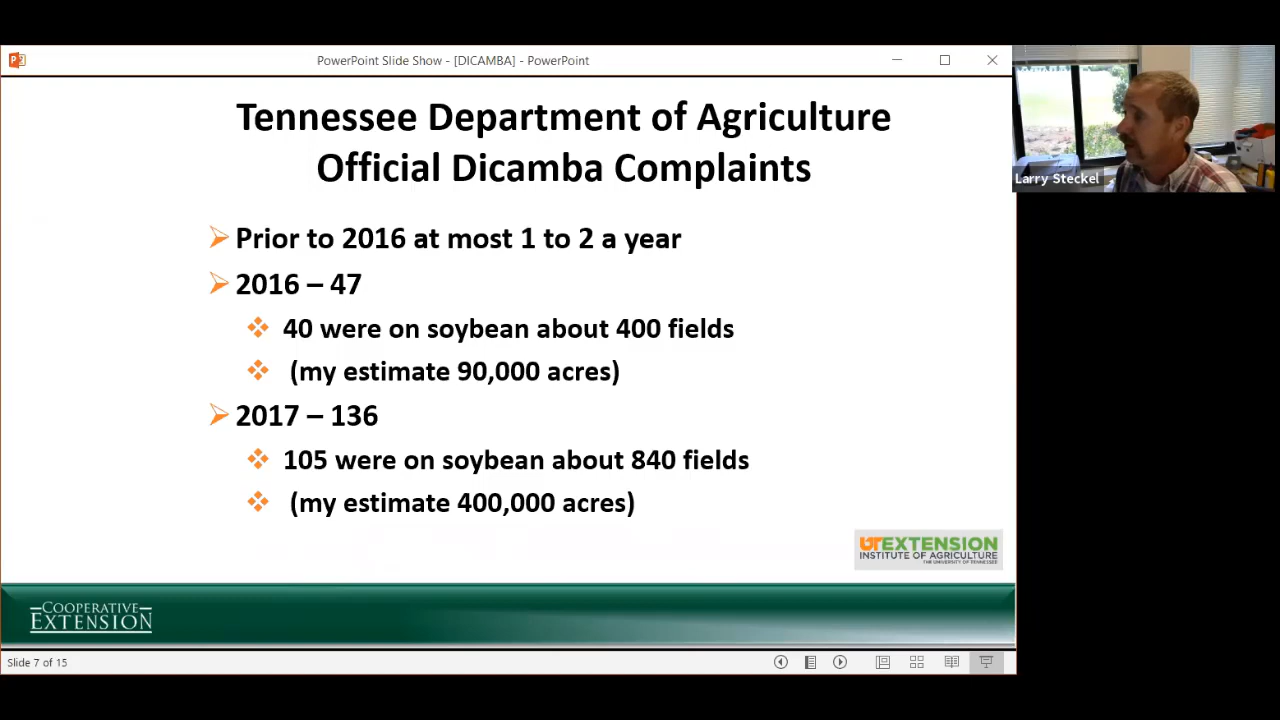 PowerPoint Slide Show - [DICAMBA] - PowerPoint
Tennessee Department of Agriculture
Official Dicamba Complaints
Prior to 2016 at most 1 to 2 a year
2016 – 47
40 were on soybean about 400 fields
(my estimate 90,000 acres)
2017 – 136
105 were on soybean about 840 fields
(my estimate 400,000 acres)
UTEXTENSION
INSTITUTE OF AGRICULTURE
THE UNIVERSITY OF TENNESSEE
COOPERATIVE
EXTENSION
Slide 7 of 15
Larry Steckel